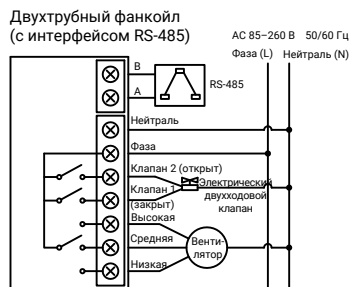 Двухтрубный фанкойл
(с интерфейсом RS-485)
AC 85–260 В 50/60 Гц
Фаза (L) Нейтраль (N)
B
A
RS-485
Нейтраль
Фаза
Клапан 2 (открыт)
Клапан 1
(закрыт)
Электрический
двухходовой
клапан
Высокая
Средняя
Низкая
Венти-
лятор